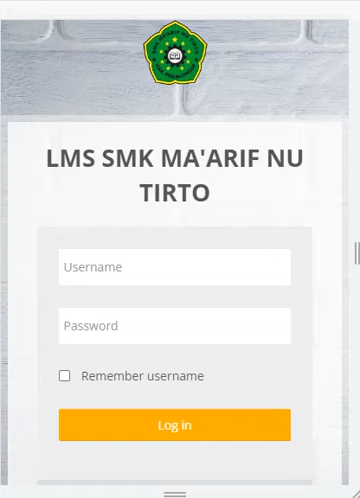 LMS SMK MA'ARIF NU
TIRTO
Username
Password
Remember username
Log in